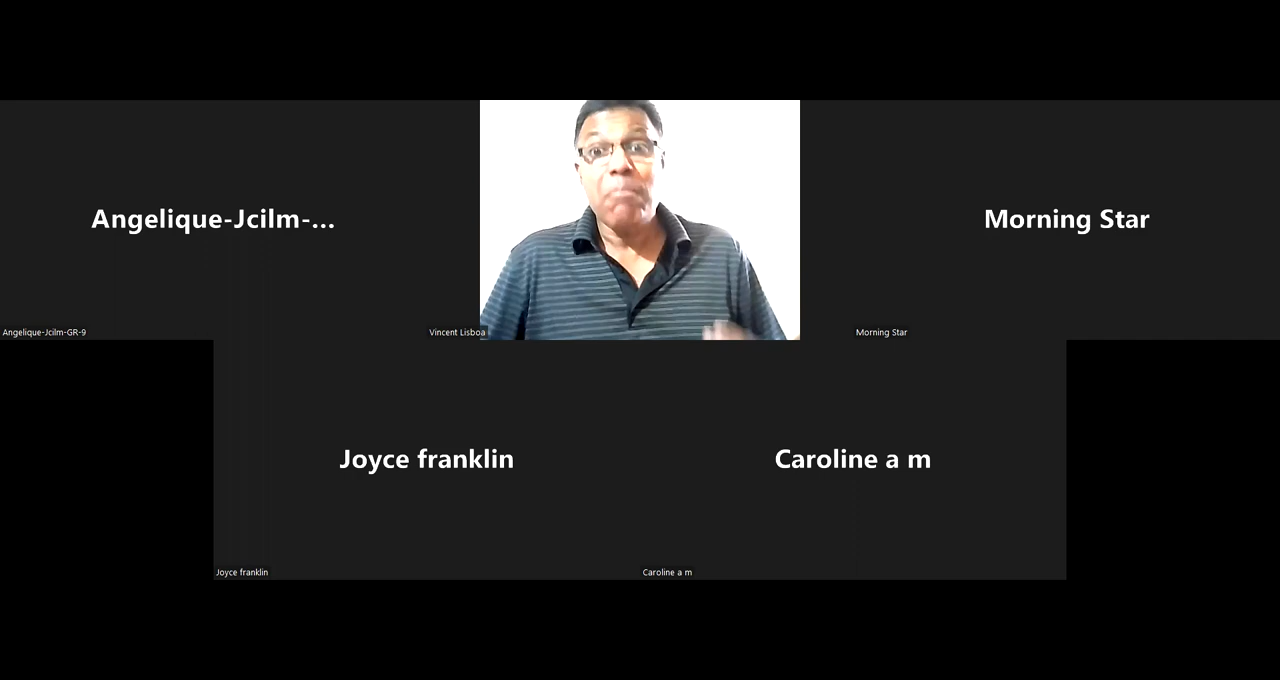 Angelique-Jcilm-...
Morning Star
Angelique-Jcilm-GR-9
Vincent Lisboa
Morning Star
Joyce franklin
Caroline a m
Joyce franklin
Caroline a m